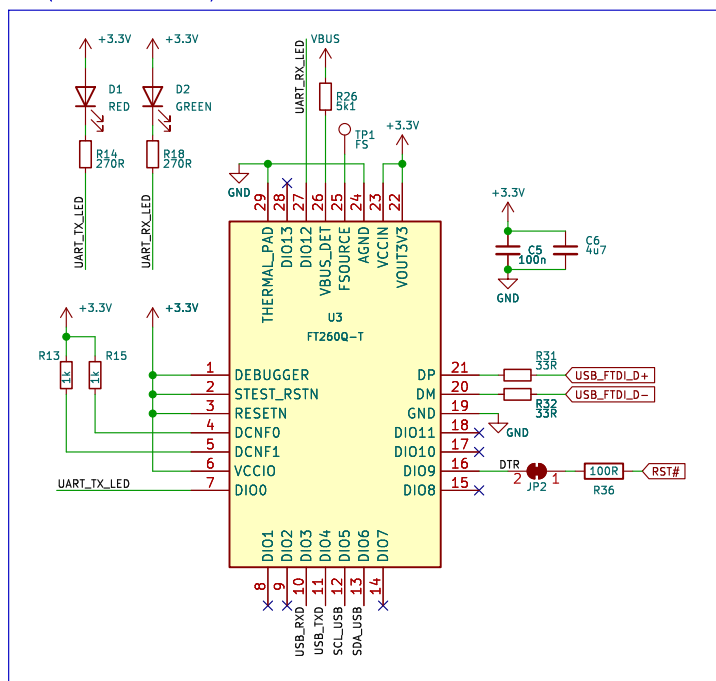 +3.3V
+3.3V
D1
RED
D2
GREEN
R14
270R
R18
270R
UART_TX_LED
UART_RX_LED
UART_RX_LED
VBUS
R26
5k1
TP1
FS
+3.3V
GND
29
28
27
26
25
24
23
22
THERMAL_PAD
DIO13
DIO12
VBUS_DET
FSOURCE
AGND
VCCIN
VOUT3V3
U3
FT260Q-T
+3.3V
C5
100n
C6
4u7
GND
+3.3V
+3.3V
R13
1k
R15
1k
1
DEBUGGER
2
STEST_RSTN
3
RESETN
4
DCNF0
5
DCNF1
6
VCCIO
7
DIO0
UART_TX_LED
DP
21
R31
33R
USB_FTDI_D+
DM
20
R32
33R
USB_FTDI_D-
GND
19
GND
DIO11
18
DIO10
17
DIO9
16
DTR
2
JP2
1
100R
R36
RST#
DIO8
15
DIO1
DIO2
DIO3
DIO4
DIO5
DIO6
DIO7
8
9
10
11
12
13
14
USB_RXD
USB_TXD
SCL_USB
SDA_USB